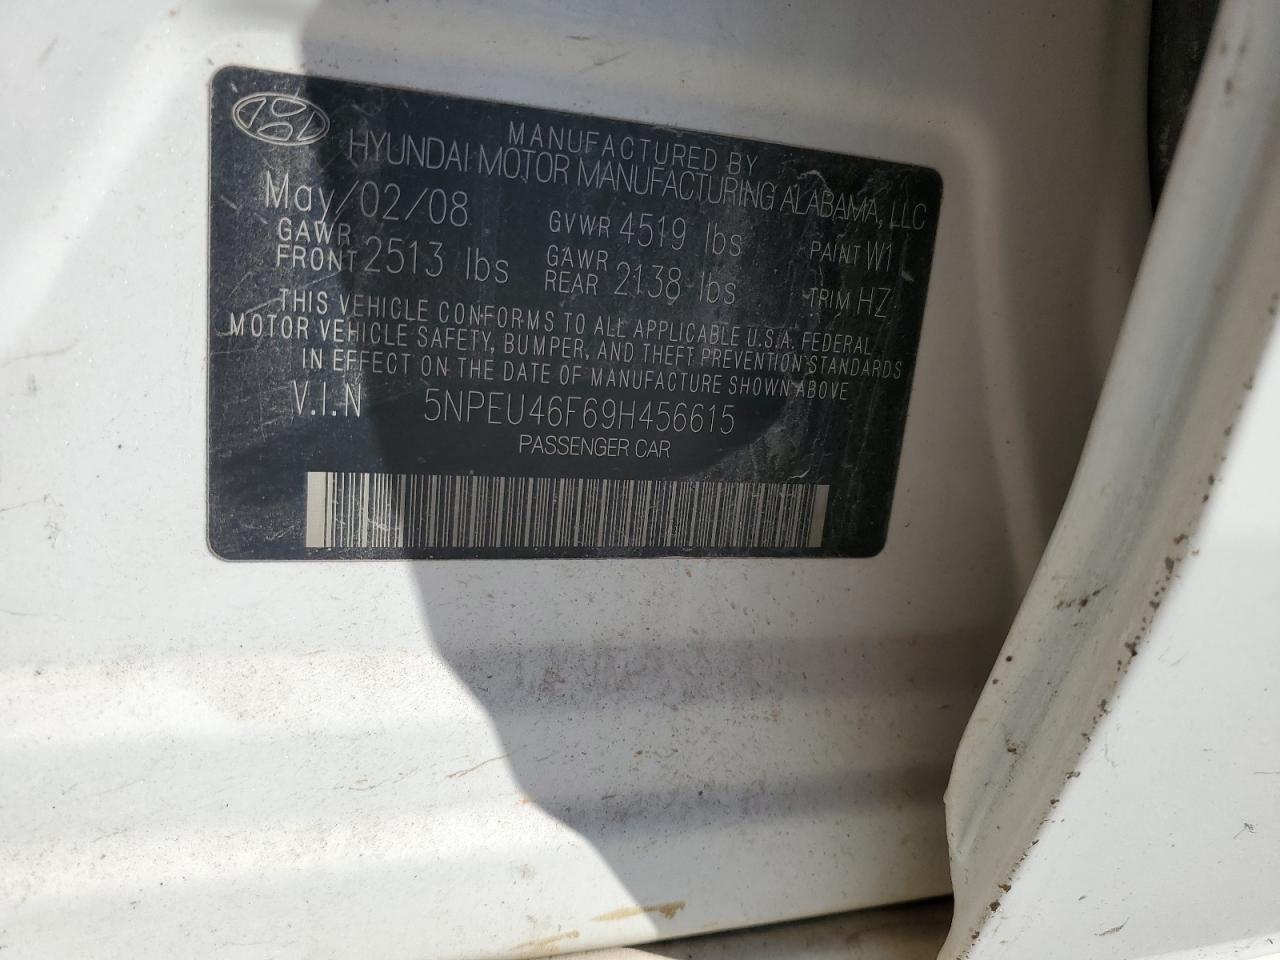 MANUFACTURED BY
HYUNDAI MOTOR MANUFACTURING ALABAMA, LLC
May/02/08 GVWR 4519 lbs PAINT W1
GAWR FRONT 2513 lbs GAWR REAR 2138 lbs TRIM HZ
THIS VEHICLE CONFORMS TO ALL APPLICABLE U.S.A. FEDERAL
MOTOR VEHICLE SAFETY, BUMPER, AND THEFT PREVENTION STANDARDS
IN EFFECT ON THE DATE OF MANUFACTURE SHOWN ABOVE
V.I.N 5NPEU46F69H456615
PASSENGER CAR